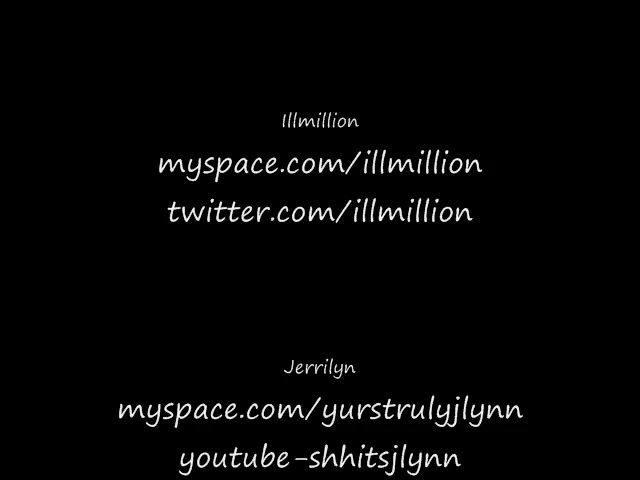 Illmillion
myspace.com/illmillion
twitter.com/illmillion
Jerrilyn
myspace.com/yurstrulyjlynn
youtube-shhitsjlynn